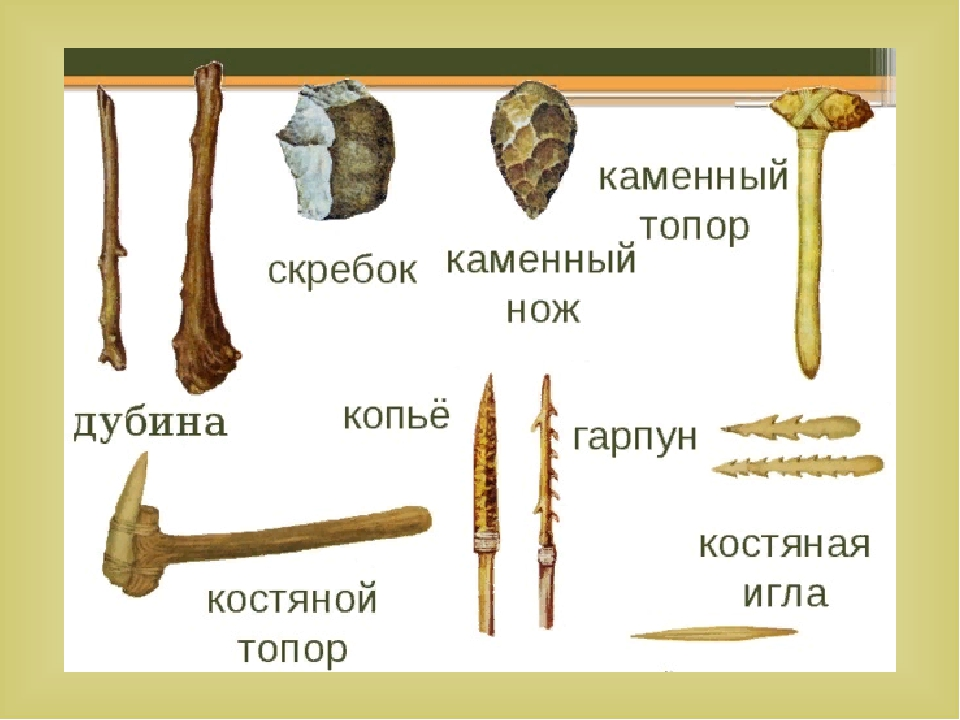 каменный
топор
скребок
каменный
нож
дубина
копьё
гарпун
костяной
топор
костяная
игла